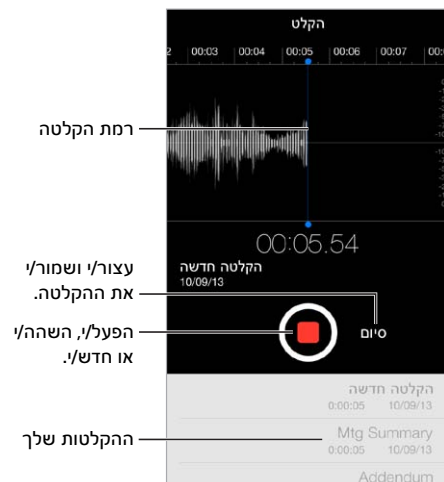 הקלט
2 00:03 00:04 00:05 00:06 00:07 00:
רמת הקלטה
00:05.54
הקלטה חדשה
10/09/13
עצור/י ושמור/י
את ההקלטה.
סיום
הפעל/י, השהה/י
או חדש/י.
הקלטה חדשה
0:00:05 10/09/13
ההקלטות שלך
Mtg Summary
0:00:05 10/09/13
Addendum